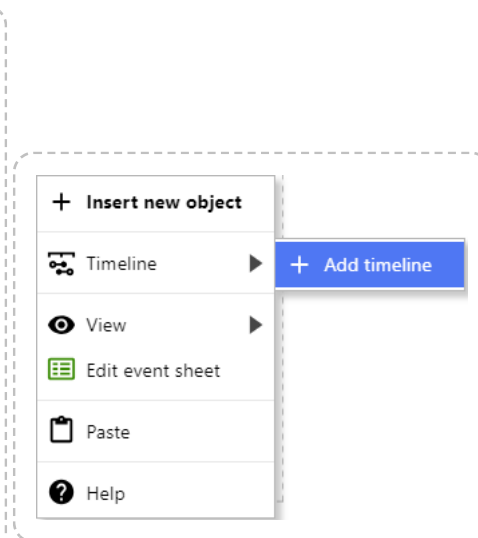 Insert new object
Timeline
Add timeline
View
Edit event sheet
Paste
Help